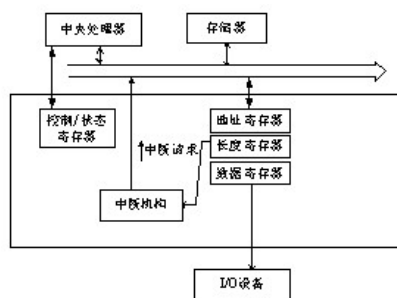 中央处理器
存储器
控制/状态
寄存器
地址寄存器
中断请求
长度寄存器
数据寄存器
中断机构
I/O设备